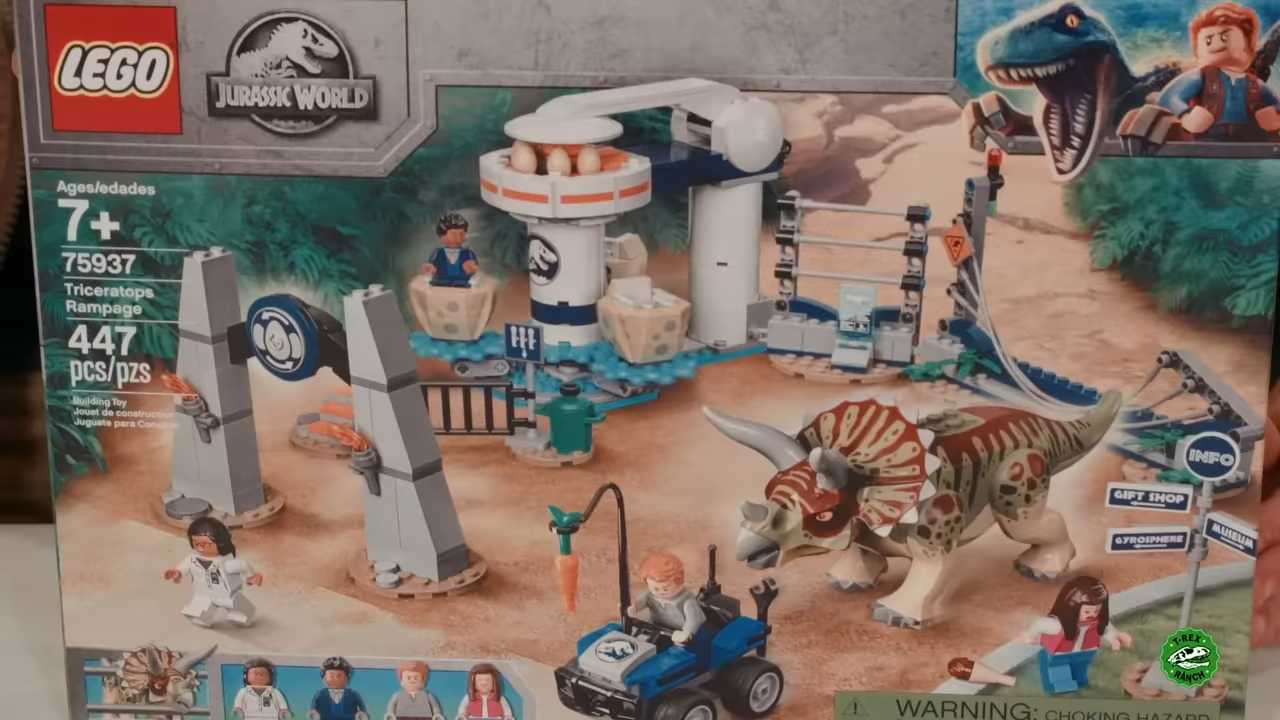 LEGO
JURASSIC WORLD
Ages/edades
7+
75937
Triceratops
Rampage
447
pcs/pzs
Building Toy
Jouet de construction
Juguete para
INFO
GIFT SHOP
GYROSPHERE
MUSEUM
T-REX
RANCH
WARNING: CHOKING HAZARD